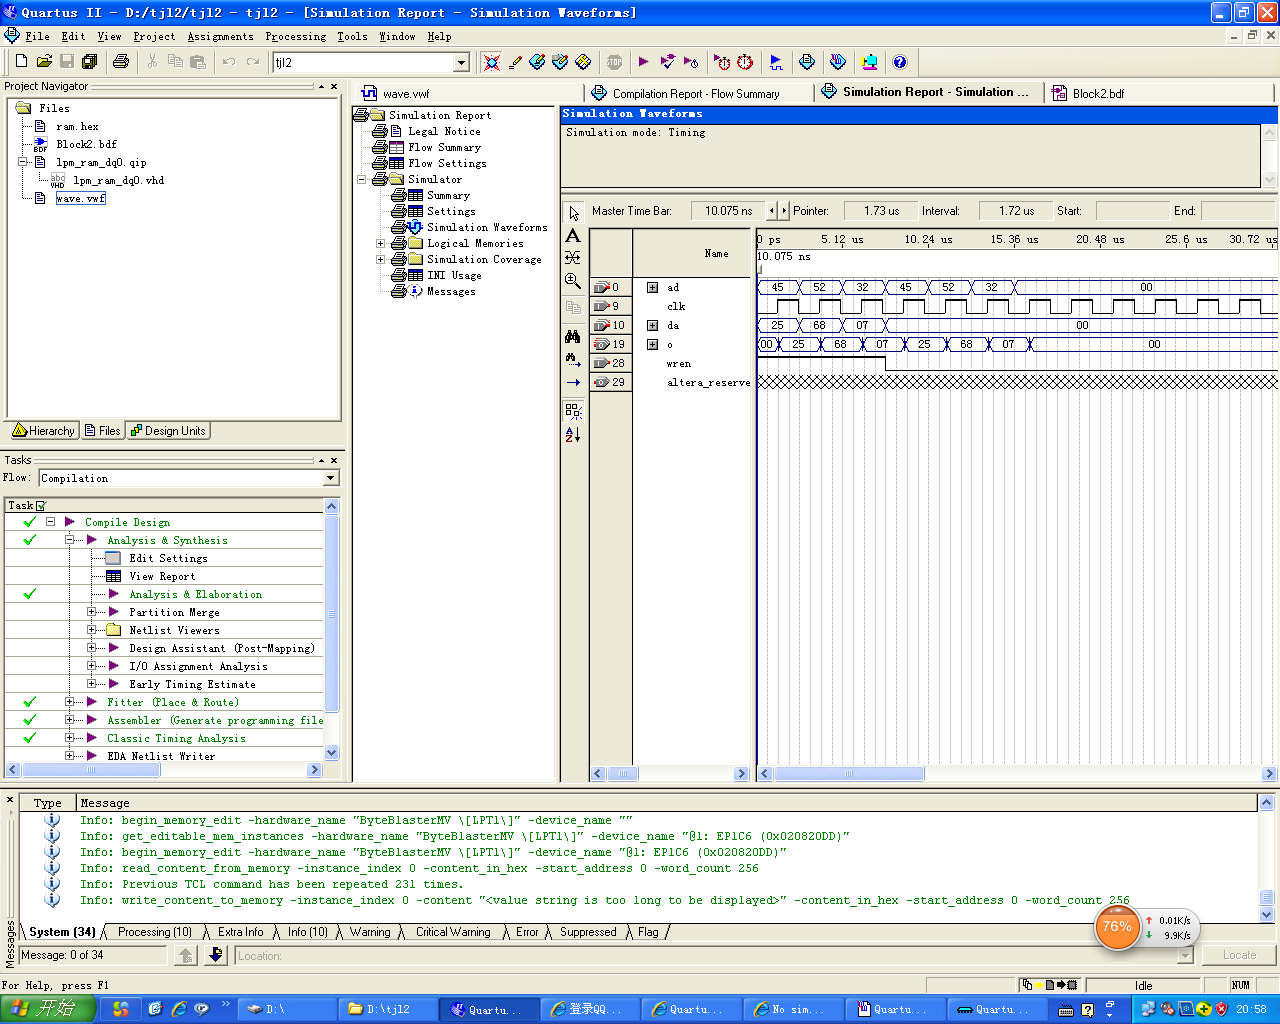 Quartus II - D:/tjl2/tjl2 - tjl2 - [Simulation Report - Simulation Waveforms]
File Edit View Project Assignments Processing Tools Window Help
tjl2
Project Navigator
Files
ram.hex
Block2.bdf
lpm_ram_dq0.qip
lpm_ram_dq0.vhd
wave.vwf
Hierarchy Files Design Units
Tasks
Flow: Compilation
Task
Compile Design
Analysis & Synthesis
Edit Settings
View Report
Analysis & Elaboration
Partition Merge
Netlist Viewers
Design Assistant (Post-Mapping)
I/O Assignment Analysis
Early Timing Estimate
Fitter (Place & Route)
Assembler (Generate programming file
Classic Timing Analysis
EDA Netlist Writer
wave.vwf Compilation Report - Flow Summary Simulation Report - Simulation ... Block2.bdf
Simulation Report
Legal Notice
Flow Summary
Flow Settings
Simulator
Summary
Settings
Simulation Waveforms
Logical Memories
Simulation Coverage
INI Usage
Messages
Simulation Waveforms
Simulation mode: Timing
Master Time Bar: 10.075 ns Pointer: 1.73 us Interval: 1.72 us Start: End:
Name
0 ps 5.12 us 10.24 us 15.36 us 20.48 us 25.6 us 30.72 us
10.075 ns
0 ad 45 52 32 45 52 32 00
9 clk
10 da 25 68 07 00
19 o 00 25 68 07 25 68 07 00
28 wren
29 altera_reserve
Type Message
Info: begin_memory_edit -hardware_name "ByteBlasterMV \[LPT1\]" -device_name ""
Info: get_editable_mem_instances -hardware_name "ByteBlasterMV \[LPT1\]" -device_name "@1: EP1C6 (0x020820DD)"
Info: begin_memory_edit -hardware_name "ByteBlasterMV \[LPT1\]" -device_name "@1: EP1C6 (0x020820DD)"
Info: read_content_from_memory -instance_index 0 -content_in_hex -start_address 0 -word_count 256
Info: Previous TCL command has been repeated 231 times.
Info: write_content_to_memory -instance_index 0 -content "<value string is too long to be displayed>" -content_in_hex -start_address 0 -word_count 256
System (34) Processing (10) Extra Info Info (10) Warning Critical Warning Error Suppressed Flag
Messages
Message: 0 of 34 Location: Locate
76% 0.01K/s
9.9K/s
For Help, press F1 Idle NUM
开始 D:\ D:\tjl2 Quartu... 登录QQ... Quartu... No sim... Quartu... Quartu... 20:58